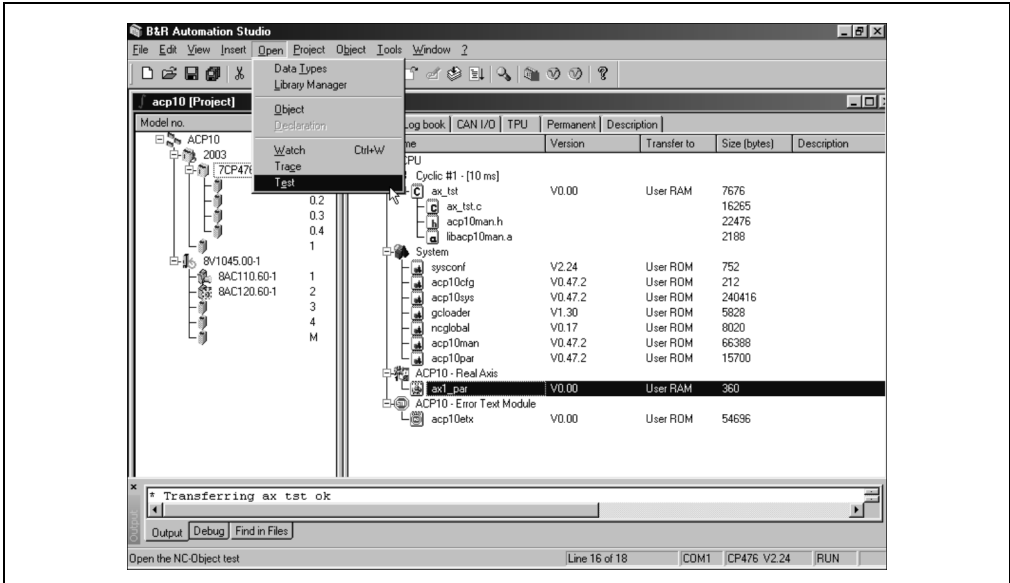 B&R Automation Studio
File Edit View Insert Open Project Object Tools Window ?
Data Types
Library Manager
Object
Declaration
Watch Ctrl+W
Trace
Test
acp10 [Project]
Model no.
ACP10
2003
7CP476
0.2
0.3
0.4
1
8V1045.00-1
8AC110.60-1 1
8AC120.60-1 2
3
4
M
Log book CAN I/O TPU Permanent Description
me Version Transfer to Size (bytes) Description
CPU
Cyclic #1 - [10 ms]
ax_tst V0.00 User RAM 7676
ax_tst.c 16265
acp10man.h 22476
libacp10man.a 2188
System
sysconf V2.24 User ROM 752
acp10cfg V0.47.2 User ROM 212
acp10sys V0.47.2 User ROM 240416
gcloader V1.30 User ROM 5828
ncglobal V0.17 User ROM 8020
acp10man V0.47.2 User ROM 66388
acp10par V0.47.2 User ROM 15700
ACP10 - Real Axis
ax1_par V0.00 User RAM 360
ACP10 - Error Text Module
acp10etx V0.00 User ROM 54696
* Transferring ax tst ok
Output
Output Debug Find in Files
Open the NC-Object test Line 16 of 18 COM1 CP476 V2.24 RUN